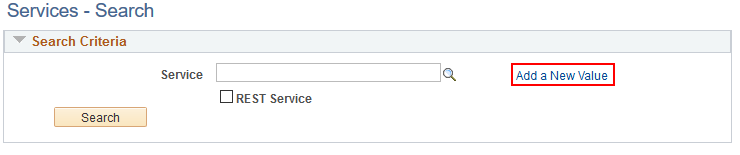 Services - Search
Search Criteria
Service
Add a New Value
REST Service
Search